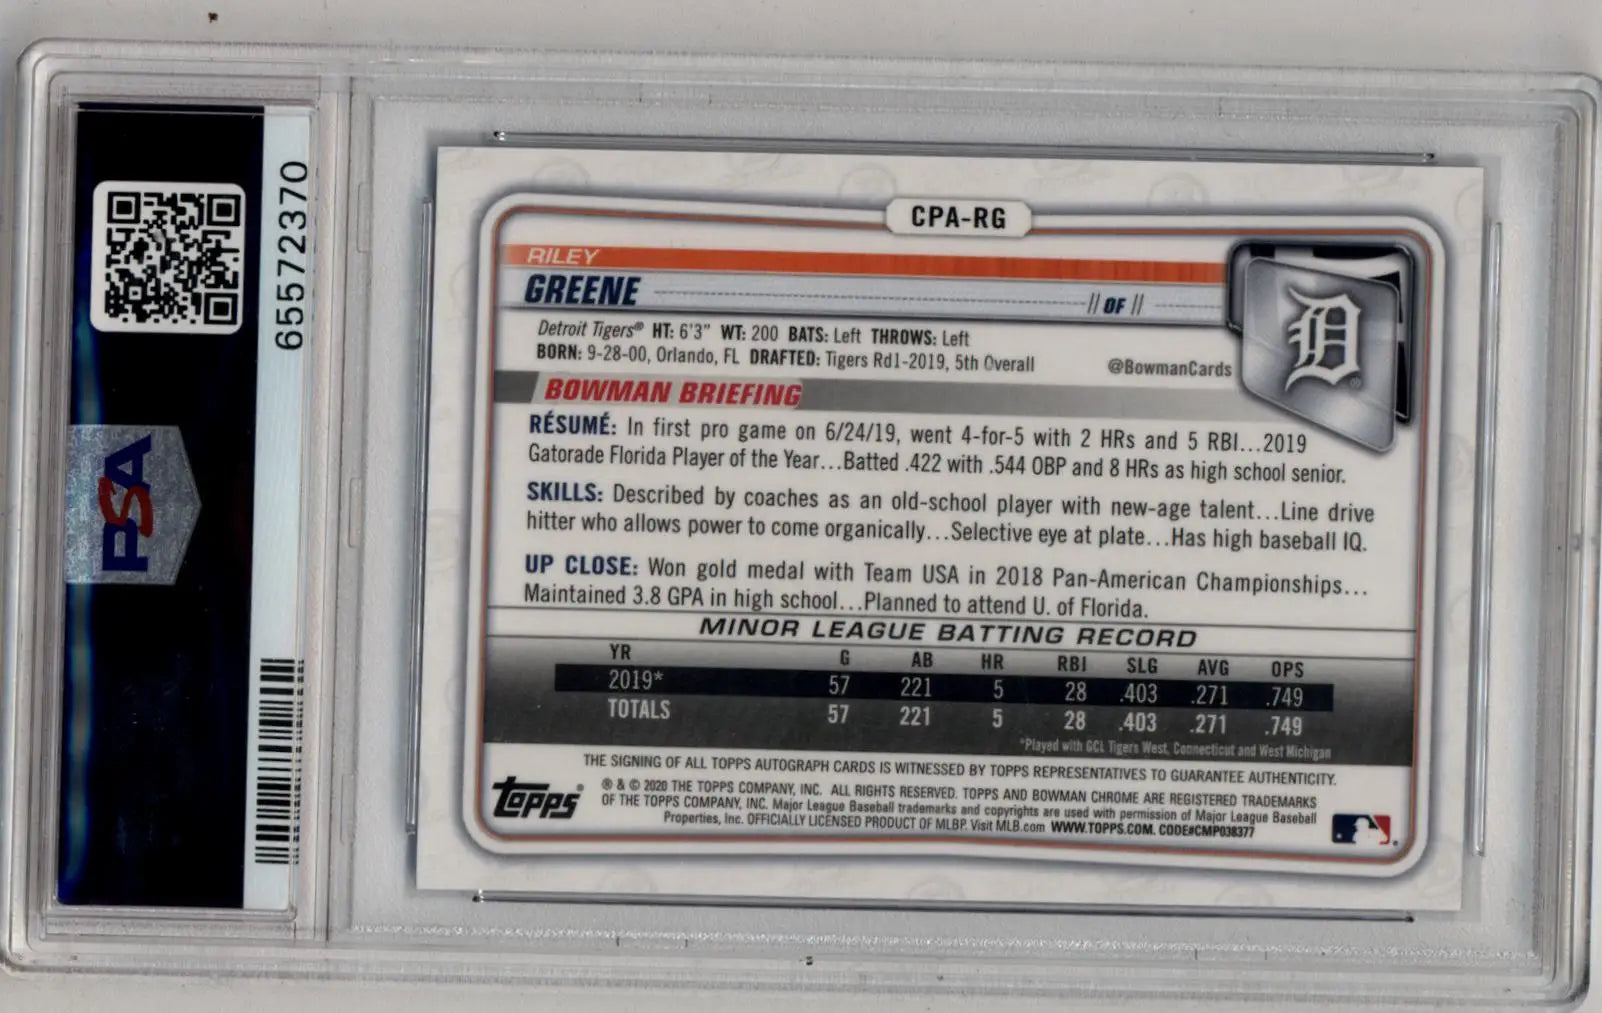 65572370
PSA
CPA-RG
RILEY
GREENE
// OF //
Detroit Tigers® HT: 6'3" WT: 200 BATS: Left THROWS: Left
BORN: 9-28-00, Orlando, FL DRAFTED: Tigers Rd1-2019, 5th Overall
@BowmanCards
D®
BOWMAN BRIEFING
RÉSUMÉ: In first pro game on 6/24/19, went 4-for-5 with 2 HRs and 5 RBI...2019
Gatorade Florida Player of the Year...Batted .422 with .544 OBP and 8 HRs as high school senior.
SKILLS: Described by coaches as an old-school player with new-age talent...Line drive
hitter who allows power to come organically...Selective eye at plate...Has high baseball IQ.
UP CLOSE: Won gold medal with Team USA in 2018 Pan-American Championships...
Maintained 3.8 GPA in high school...Planned to attend U. of Florida.
MINOR LEAGUE BATTING RECORD
YR G AB HR RBI SLG AVG OPS
2019* 57 221 5 28 .403 .271 .749
TOTALS 57 221 5 28 .403 .271 .749
*Played with GCL Tigers West, Connecticut and West Michigan
THE SIGNING OF ALL TOPPS AUTOGRAPH CARDS IS WITNESSED BY TOPPS REPRESENTATIVES TO GUARANTEE AUTHENTICITY.
topps
® & © 2020 THE TOPPS COMPANY, INC. ALL RIGHTS RESERVED. TOPPS AND BOWMAN CHROME ARE REGISTERED TRADEMARKS
OF THE TOPPS COMPANY, INC. Major League Baseball trademarks and copyrights are used with permission of Major League Baseball
Properties, Inc. OFFICIALLY LICENSED PRODUCT OF MLBP. Visit MLB.com WWW.TOPPS.COM. CODE#CMP038377